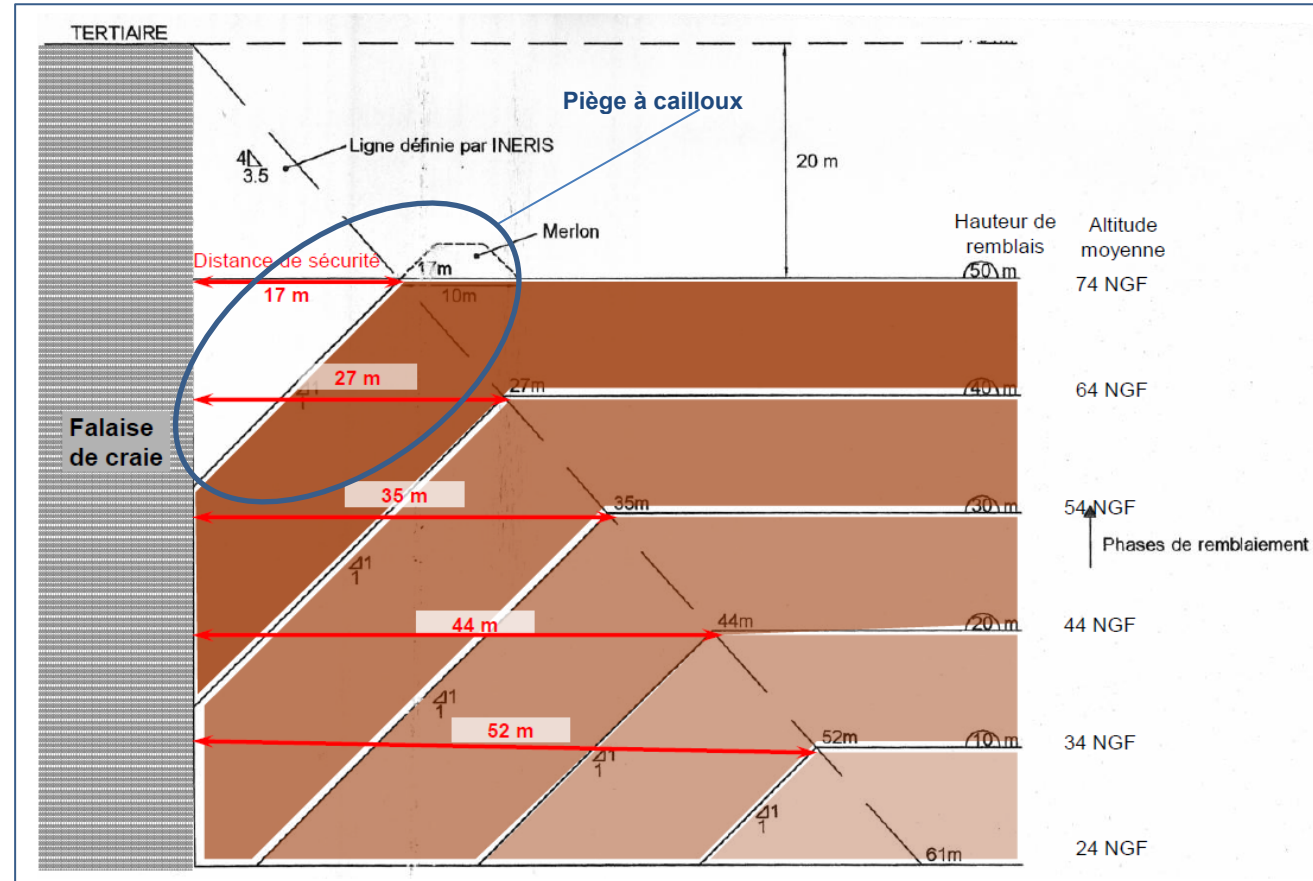 TERTIAIRE
Piège à cailloux
Ligne définie par INERIS
4
3.5
20 m
Merlon
Hauteur de
remblais
Altitude
moyenne
Distance de sécurité
17m
50 m
74 NGF
17 m
10m
27 m
27m
40 m
64 NGF
1
1
Falaise
de craie
35 m
35m
30 m
54 NGF
Phases de remblaiement
1
1
44 m
44m
20 m
44 NGF
1
1
52 m
52m
10 m
34 NGF
1
1
1
1
61m
24 NGF